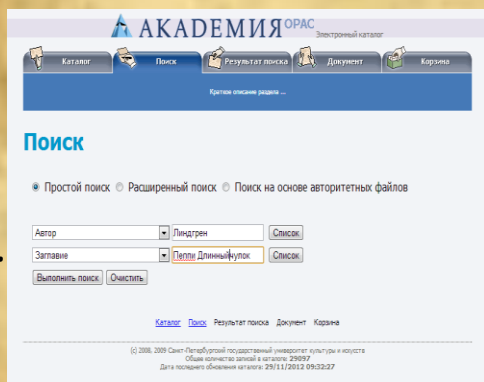 АКАДЕМИЯ OPAC Электронный каталог
Каталог Поиск Результат поиска Документ Корзина
Краткое описание раздела ...
Поиск
Простой поиск Расширенный поиск Поиск на основе авторитетных файлов
Автор Линдгрен Список
Заглавие Пеппи Длинныйчулок Список
Выполнить поиск Очистить
Каталог Поиск Результат поиска Документ Корзина
(c) 2008, 2009 Санкт-Петербургский государственный университет культуры и искусств
Общее количество записей в каталоге: 29097
Дата последнего обновления каталога: 29/11/2012 09:32:27